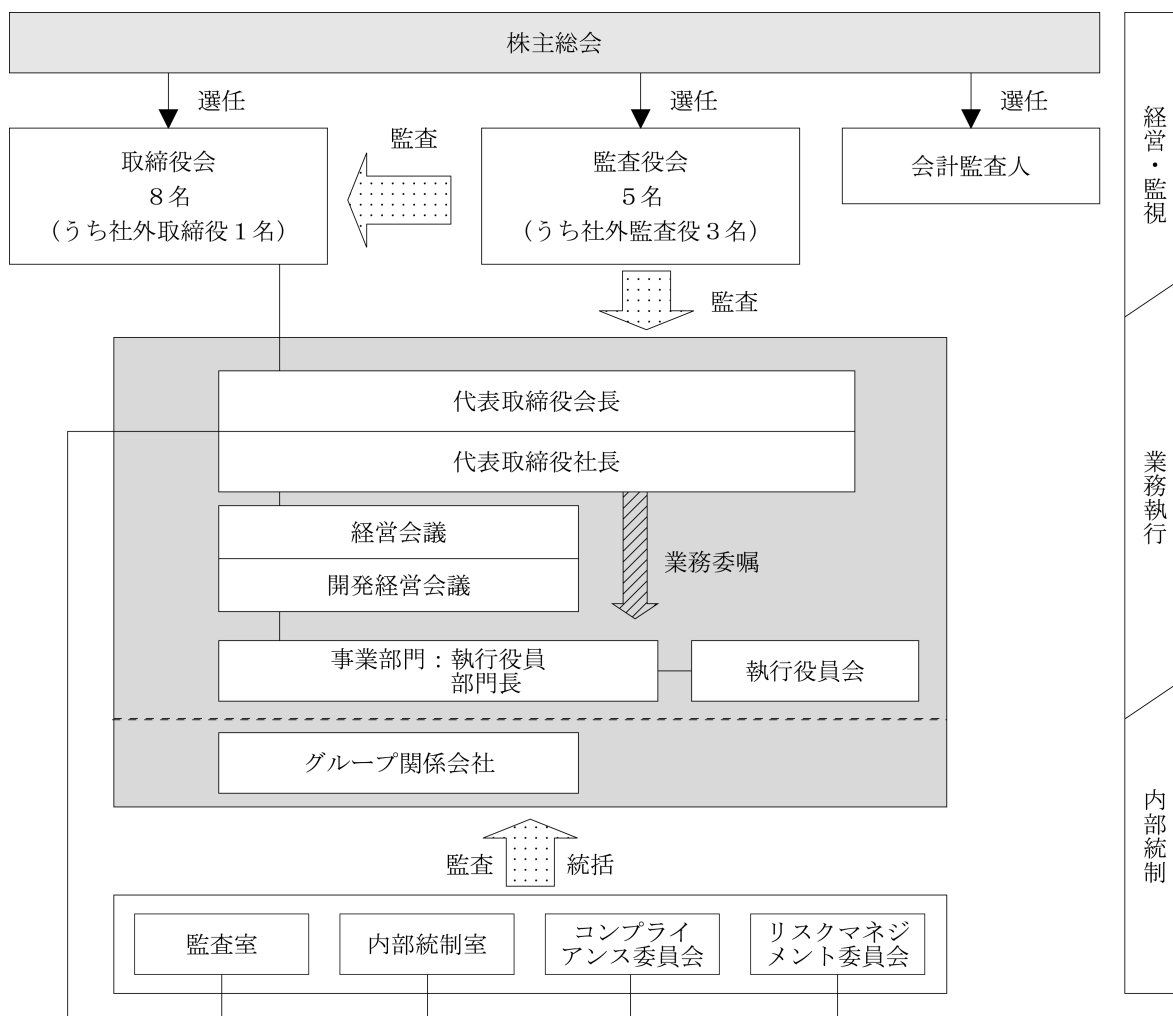 株主総会
選任
選任
選任
取締役会
8名
(うち社外取締役1名)
監査
監査役会
5名
(うち社外監査役3名)
会計監査人
監査
代表取締役会長
代表取締役社長
経営会議
開発経営会議
業務委嘱
事業部門:執行役員
部門長
執行役員会
グループ関係会社
監査
統括
監査室
内部統制室
コンプライ
アンス委員会
リスクマネジ
メント委員会
経営・監視
業務執行
内部統制